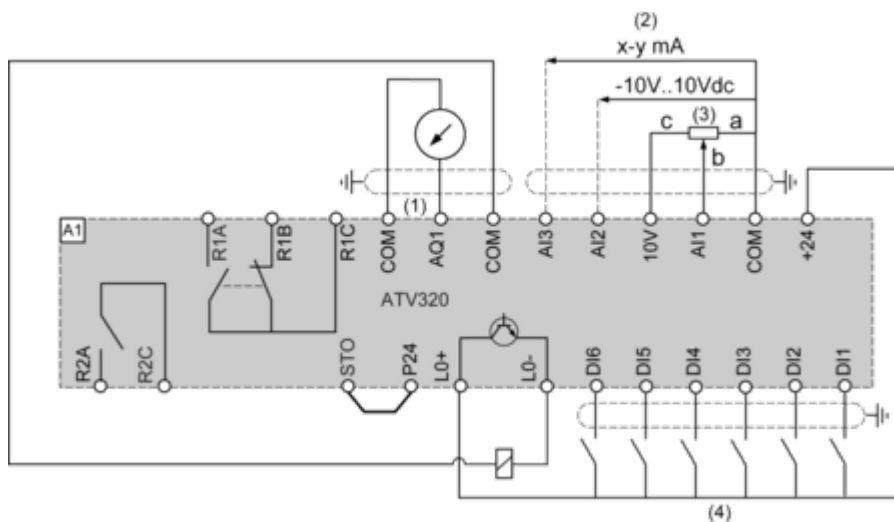 (2)
x-y mA
-10V..10Vdc
c (3) a
b
(1)
A1
R1A R1B R1C COM AQ1 COM AI3 AI2 10V AI1 COM +24
ATV320
R2A R2C STO P24 L0+ L0- DI6 DI5 DI4 DI3 DI2 DI1
(4)